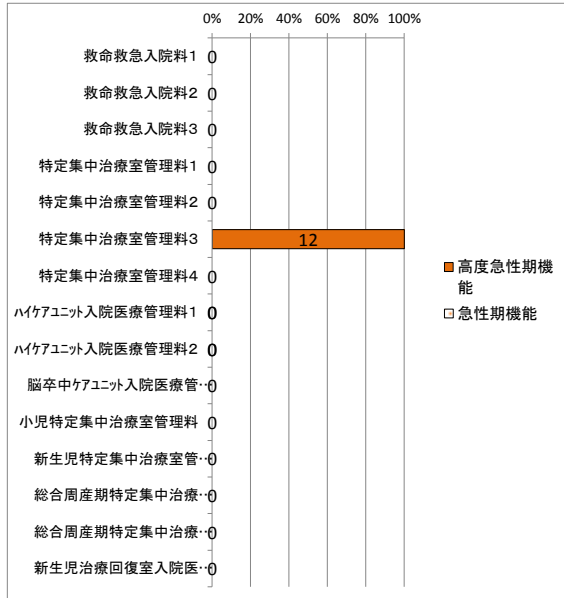 0% 20% 40% 60% 80% 100%
救命救急入院料1 0
救命救急入院料2 0
救命救急入院料3 0
特定集中治療室管理料1 0
特定集中治療室管理料2 0
特定集中治療室管理料3 12
特定集中治療室管理料4 0
ﾊｲｹｱﾕﾆｯﾄ入院医療管理料1 0
ﾊｲｹｱﾕﾆｯﾄ入院医療管理料2 0
脳卒中ｹｱﾕﾆｯﾄ入院医療管… 0
小児特定集中治療室管理料 0
新生児特定集中治療室管… 0
総合周産期特定集中治療… 0
総合周産期特定集中治療… 0
新生児治療回復室入院医… 0
高度急性期機
能
急性期機能